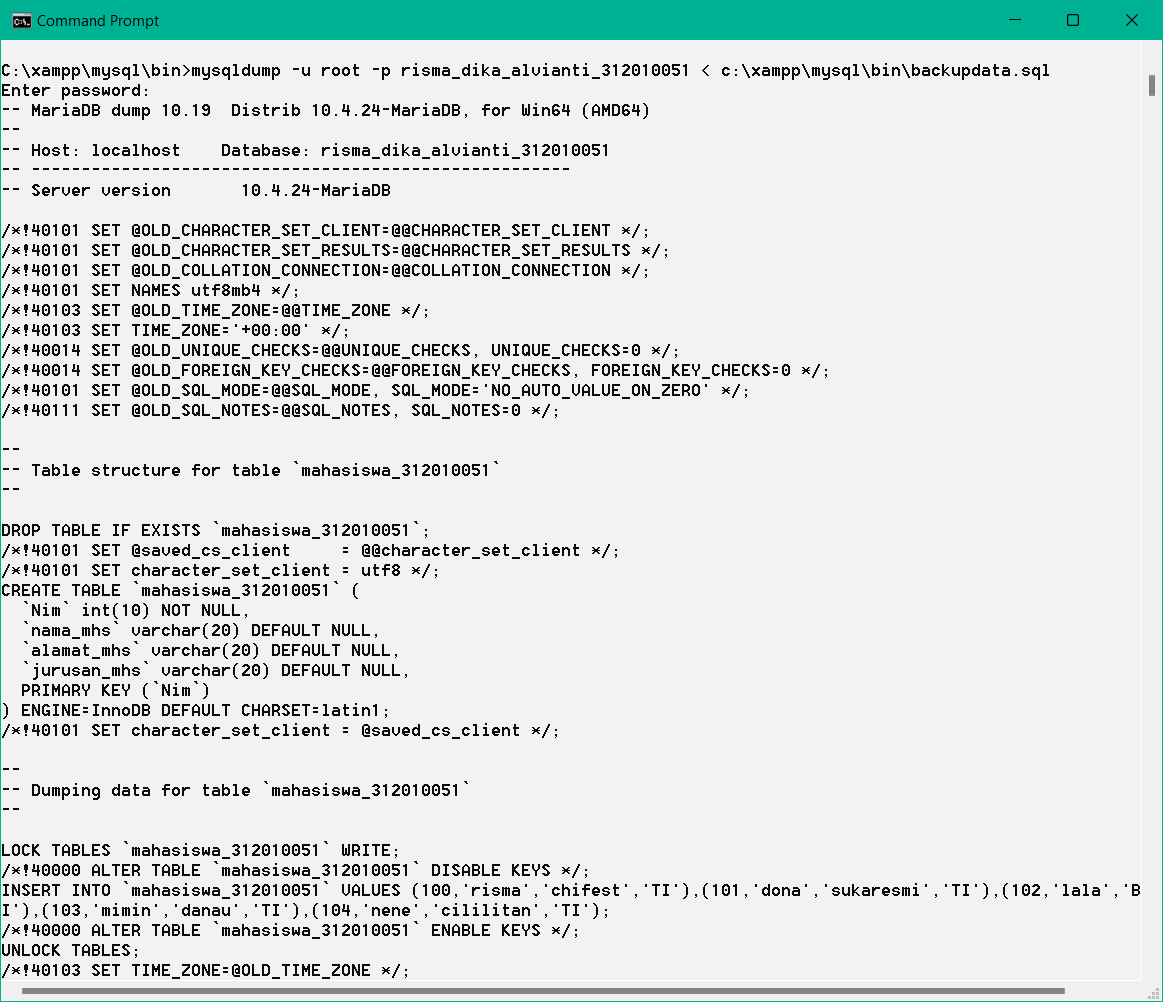 Command Prompt
C:\xampp\mysql\bin>mysqldump -u root -p risma_dika_alvianti_312010051 < c:\xampp\mysql\bin\backupdata.sql
Enter password:
-- MariaDB dump 10.19  Distrib 10.4.24-MariaDB, for Win64 (AMD64)
--
-- Host: localhost    Database: risma_dika_alvianti_312010051
-- ------------------------------------------------------
-- Server version       10.4.24-MariaDB
/*!40101 SET @OLD_CHARACTER_SET_CLIENT=@@CHARACTER_SET_CLIENT */;
/*!40101 SET @OLD_CHARACTER_SET_RESULTS=@@CHARACTER_SET_RESULTS */;
/*!40101 SET @OLD_COLLATION_CONNECTION=@@COLLATION_CONNECTION */;
/*!40101 SET NAMES utf8mb4 */;
/*!40103 SET @OLD_TIME_ZONE=@@TIME_ZONE */;
/*!40103 SET TIME_ZONE='+00:00' */;
/*!40014 SET @OLD_UNIQUE_CHECKS=@@UNIQUE_CHECKS, UNIQUE_CHECKS=0 */;
/*!40014 SET @OLD_FOREIGN_KEY_CHECKS=@@FOREIGN_KEY_CHECKS, FOREIGN_KEY_CHECKS=0 */;
/*!40101 SET @OLD_SQL_MODE=@@SQL_MODE, SQL_MODE='NO_AUTO_VALUE_ON_ZERO' */;
/*!40111 SET @OLD_SQL_NOTES=@@SQL_NOTES, SQL_NOTES=0 */;
--
-- Table structure for table `mahasiswa_312010051`
--
DROP TABLE IF EXISTS `mahasiswa_312010051`;
/*!40101 SET @saved_cs_client     = @@character_set_client */;
/*!40101 SET character_set_client = utf8 */;
CREATE TABLE `mahasiswa_312010051` (
  `Nim` int(10) NOT NULL,
  `nama_mhs` varchar(20) DEFAULT NULL,
  `alamat_mhs` varchar(20) DEFAULT NULL,
  `jurusan_mhs` varchar(20) DEFAULT NULL,
  PRIMARY KEY (`Nim`)
) ENGINE=InnoDB DEFAULT CHARSET=latin1;
/*!40101 SET character_set_client = @saved_cs_client */;
--
-- Dumping data for table `mahasiswa_312010051`
--
LOCK TABLES `mahasiswa_312010051` WRITE;
/*!40000 ALTER TABLE `mahasiswa_312010051` DISABLE KEYS */;
INSERT INTO `mahasiswa_312010051` VALUES (100,'risma','chifest','TI'),(101,'dona','sukaresmi','TI'),(102,'lala','B
I'),(103,'mimin','danau','TI'),(104,'nene','cililitan','TI');
/*!40000 ALTER TABLE `mahasiswa_312010051` ENABLE KEYS */;
UNLOCK TABLES;
/*!40103 SET TIME_ZONE=@OLD_TIME_ZONE */;